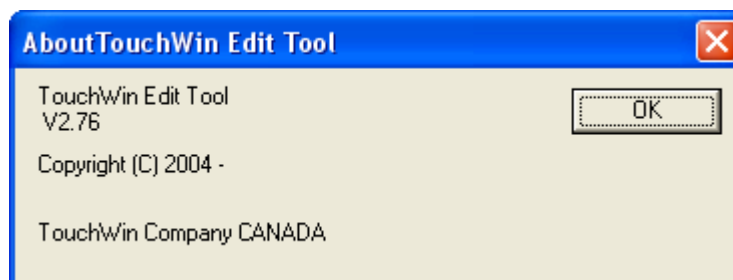 AboutTouchWin Edit Tool
TouchWin Edit Tool
V2.76
OK
Copyright (C) 2004 -
TouchWin Company CANADA